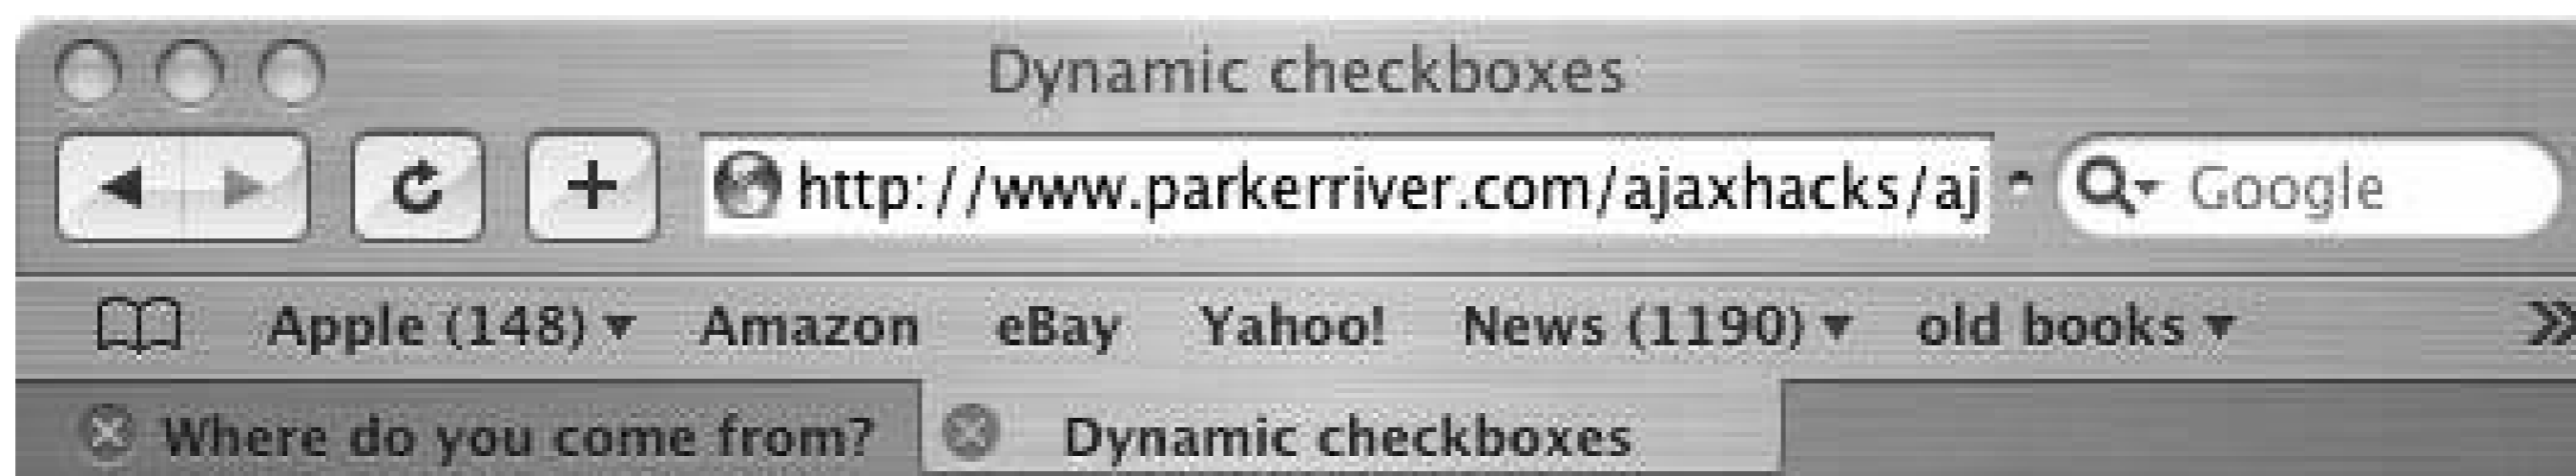 Dynamic checkboxes
http://www.parkerriver.com/ajaxhacks/aj Google
Apple (148) Amazon eBay Yahoo! News (1190) old books
Where do you come from? Dynamic checkboxes